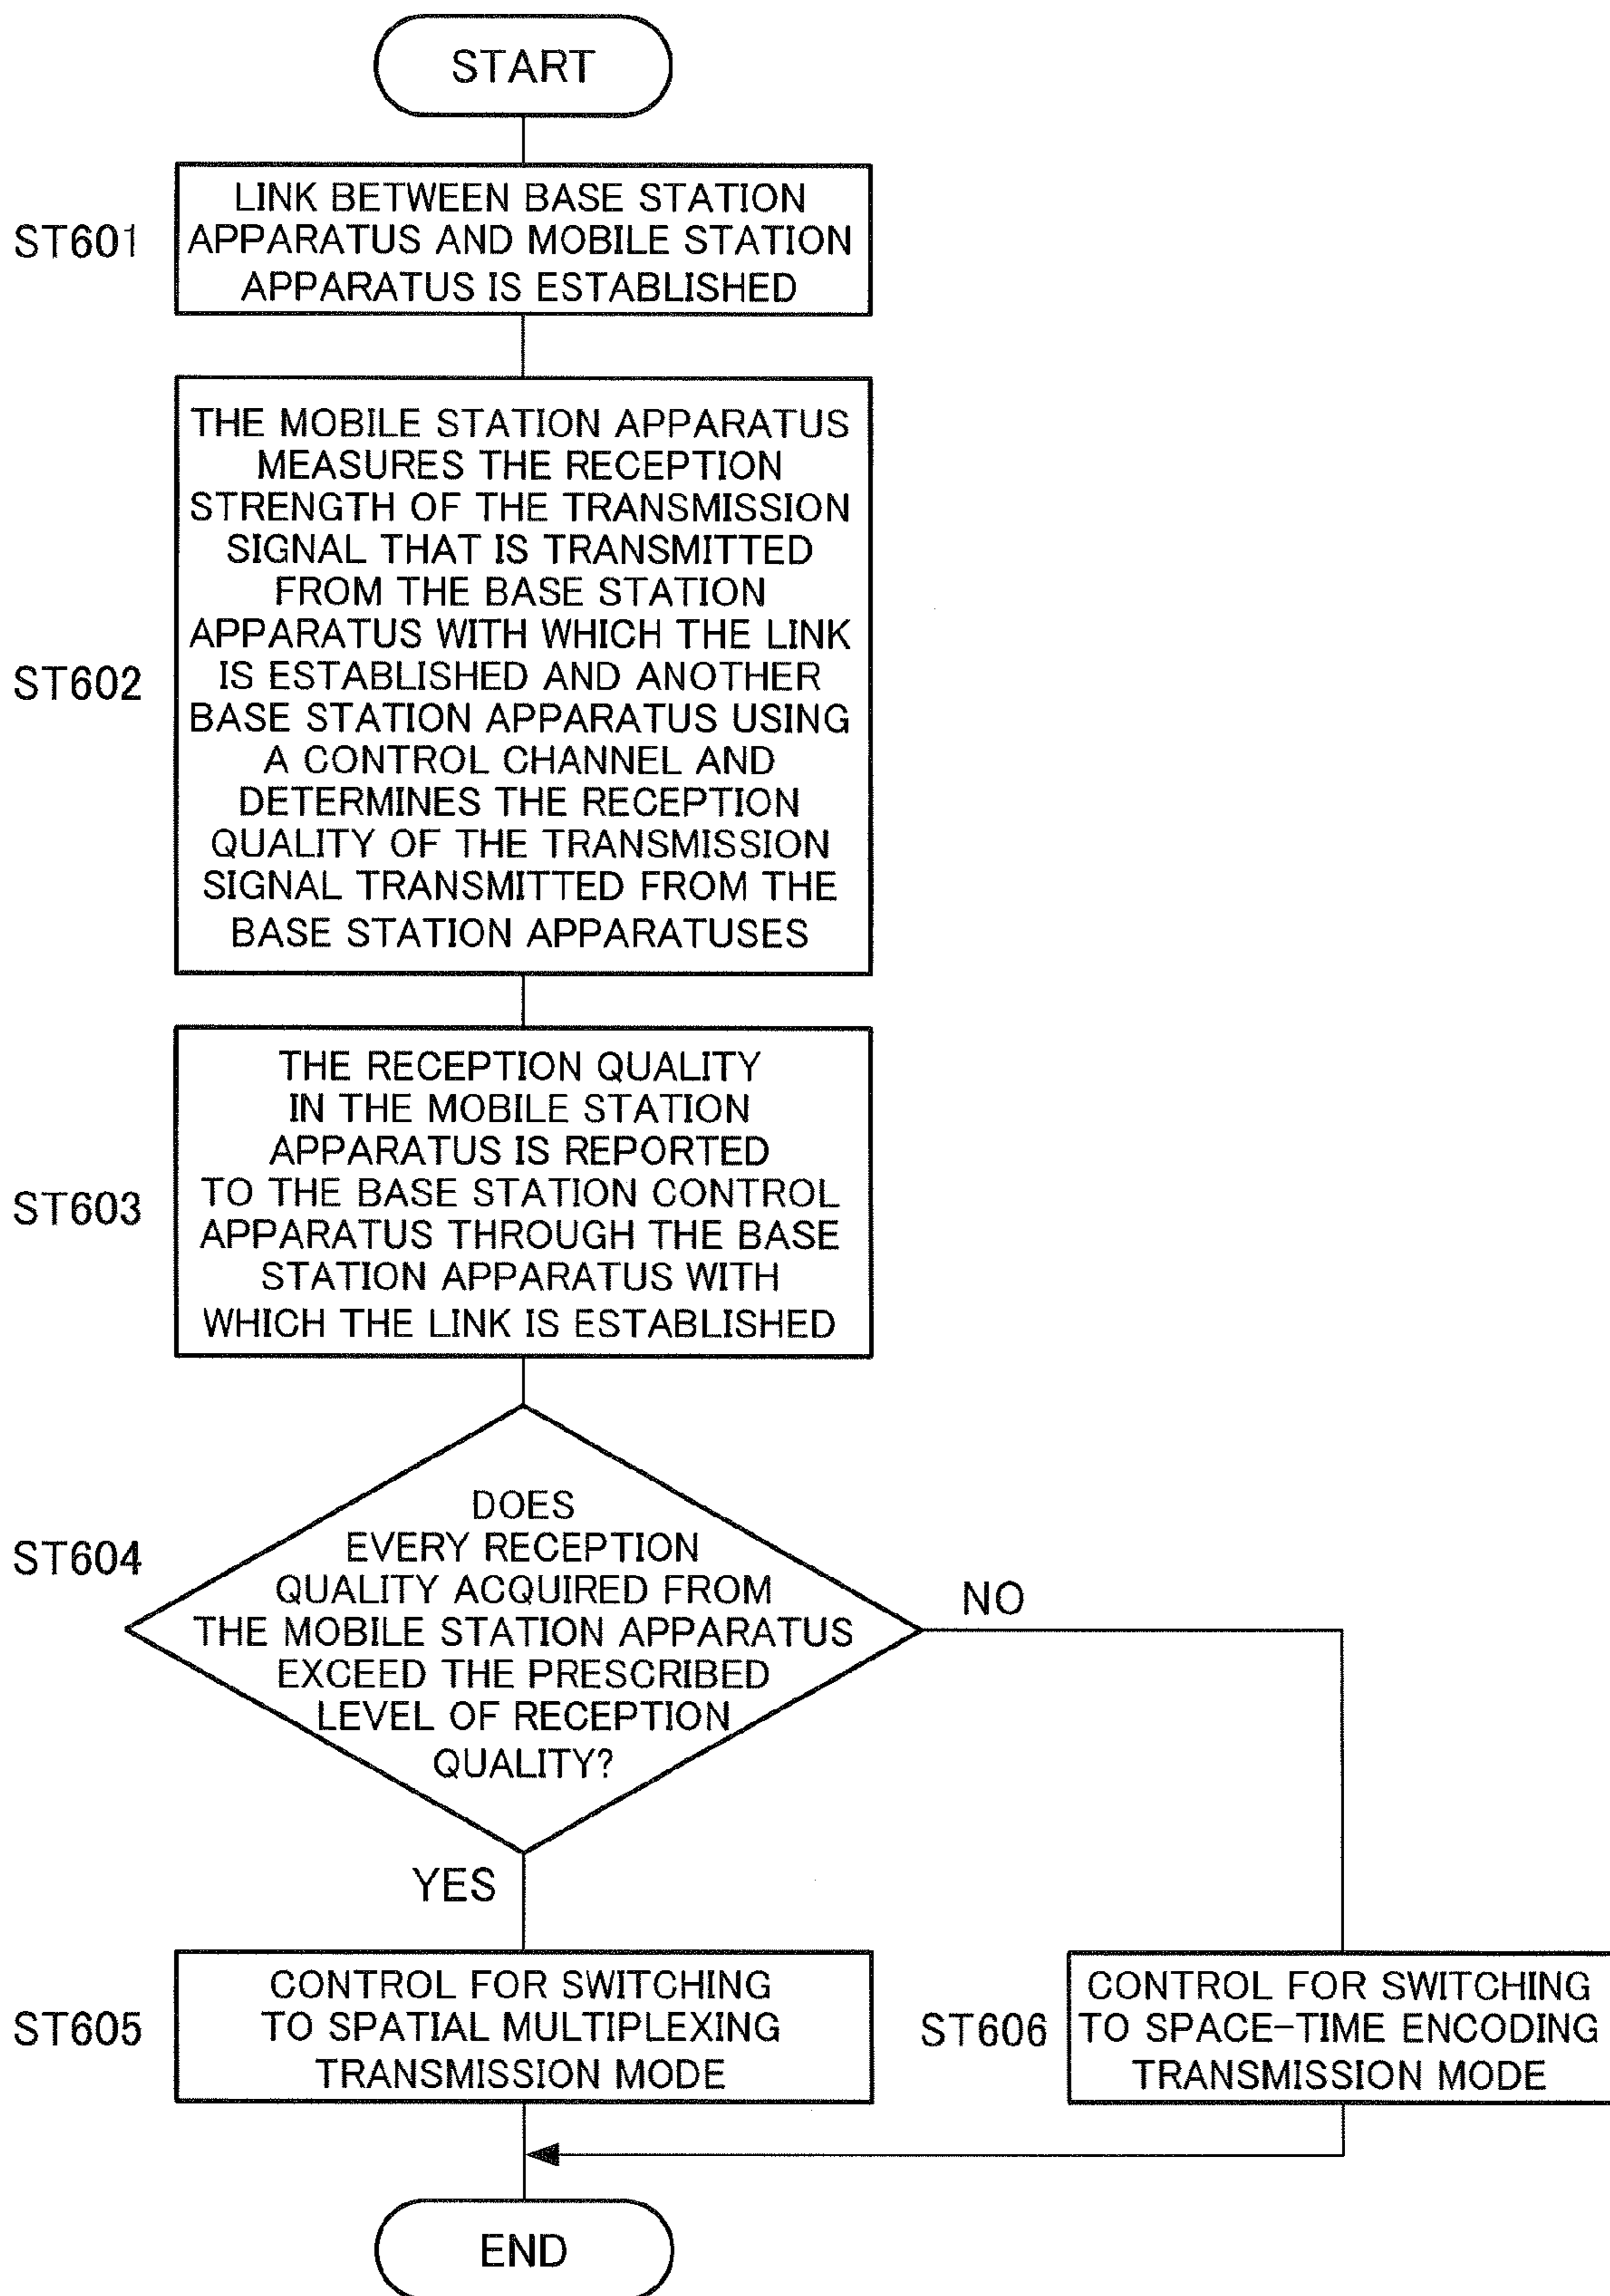 START
ST601
LINK BETWEEN BASE STATION
APPARATUS AND MOBILE STATION
APPARATUS IS ESTABLISHED
ST602
THE MOBILE STATION APPARATUS
MEASURES THE RECEPTION
STRENGTH OF THE TRANSMISSION
SIGNAL THAT IS TRANSMITTED
FROM THE BASE STATION
APPARATUS WITH WHICH THE LINK
IS ESTABLISHED AND ANOTHER
BASE STATION APPARATUS USING
A CONTROL CHANNEL AND
DETERMINES THE RECEPTION
QUALITY OF THE TRANSMISSION
SIGNAL TRANSMITTED FROM THE
BASE STATION APPARATUSES
ST603
THE RECEPTION QUALITY
IN THE MOBILE STATION
APPARATUS IS REPORTED
TO THE BASE STATION CONTROL
APPARATUS THROUGH THE BASE
STATION APPARATUS WITH
WHICH THE LINK IS ESTABLISHED
ST604
DOES
EVERY RECEPTION
QUALITY ACQUIRED FROM
THE MOBILE STATION APPARATUS
EXCEED THE PRESCRIBED
LEVEL OF RECEPTION
QUALITY?
NO
YES
ST605
CONTROL FOR SWITCHING
TO SPATIAL MULTIPLEXING
TRANSMISSION MODE
ST606
CONTROL FOR SWITCHING
TO SPACE-TIME ENCODING
TRANSMISSION MODE
END